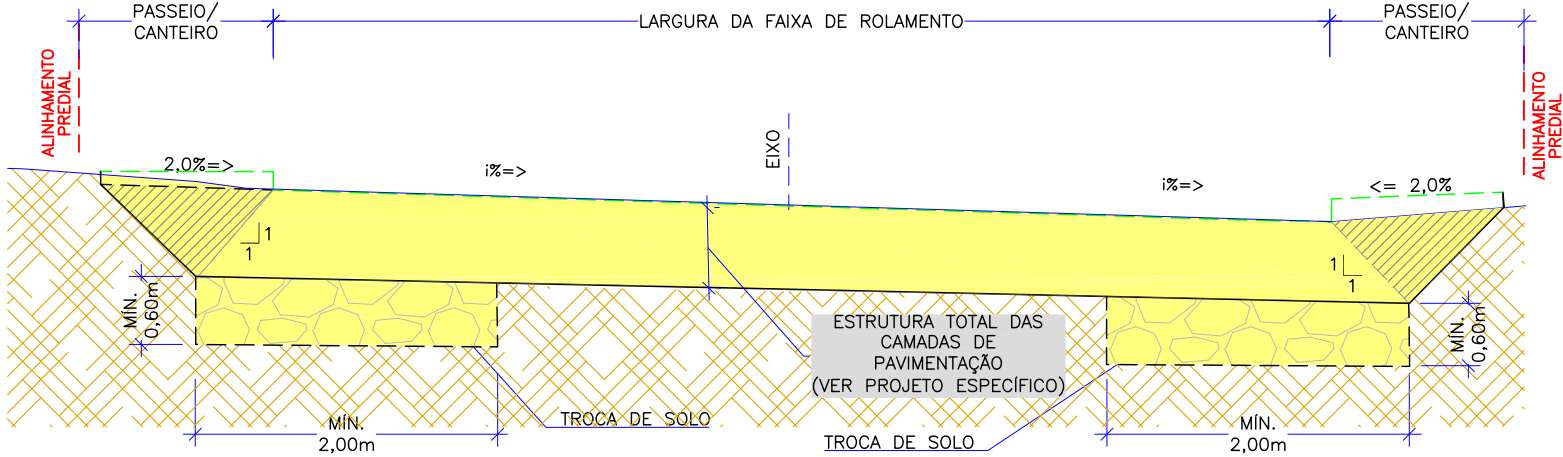 PASSEIO/
CANTEIRO
LARGURA DA FAIXA DE ROLAMENTO
PASSEIO/
CANTEIRO
ALINHAMENTO
PREDIAL
ALINHAMENTO
PREDIAL
EIXO
2,0%=>
i%=>
i%=>
<= 2,0%
1
1
1
1
MÍN.
0,60m
MÍN.
0,60m
ESTRUTURA TOTAL DAS
CAMADAS DE
PAVIMENTAÇÃO
(VER PROJETO ESPECÍFICO)
TROCA DE SOLO
TROCA DE SOLO
MÍN.
2,00m
MÍN.
2,00m